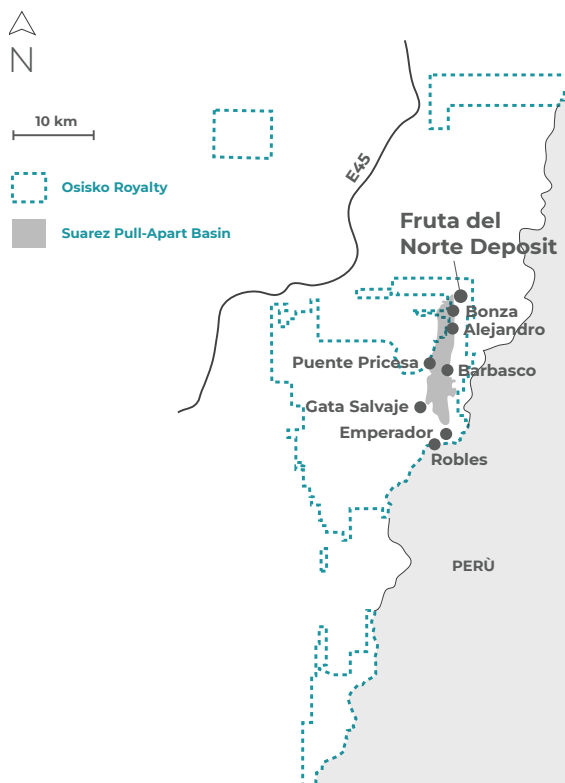 N
10 km
Osisko Royalty
Suarez Pull-Apart Basin
E45
Fruta del
Norte Deposit
Bonza
Alejandro
Puente Pricèsa
Barbasco
Gata Salvaje
Emperador
Robles
PERÙ